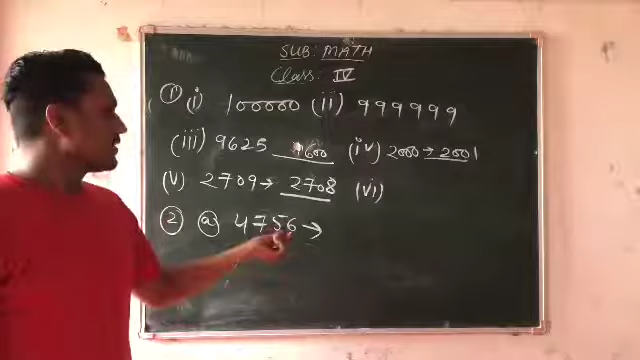 SUB: MATH
Class: IV
① (i) 100000 (ii) 999999
(iii) 9625 9600 (iv) 2000 → 2001
(v) 2709 → 2708 (vi)
② (a) 4756 →